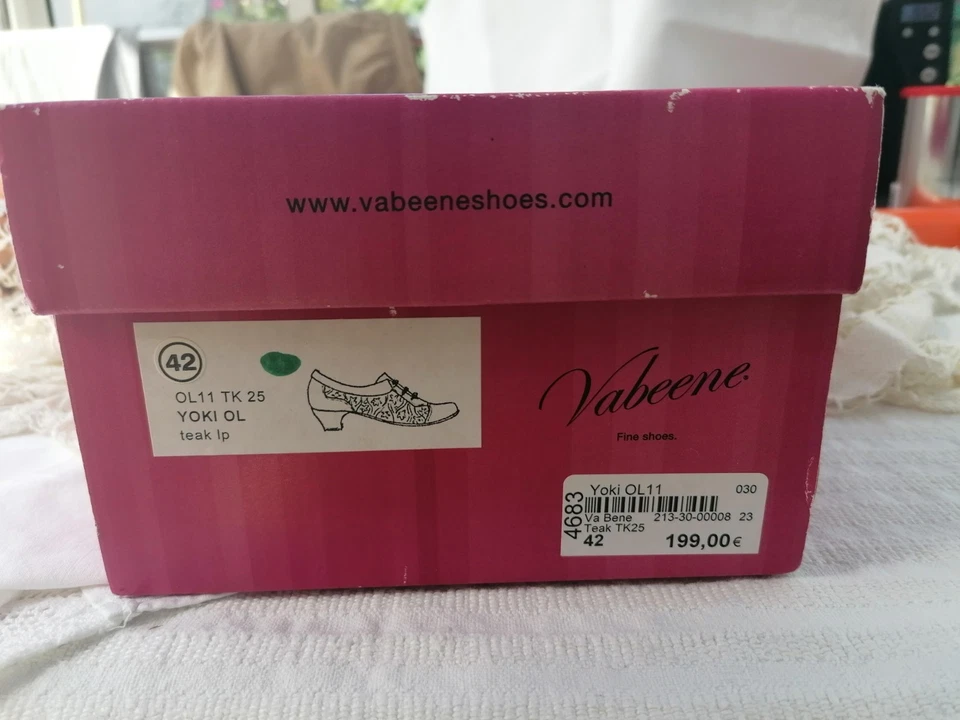 www.vabeeneshoes.com
42
OL11 TK 25
YOKI OL
teak lp
Vabeene.
Fine shoes.
4683
Yoki OL11 030
Va Bene 213-30-00008 23
Teak TK25
42 199,00€